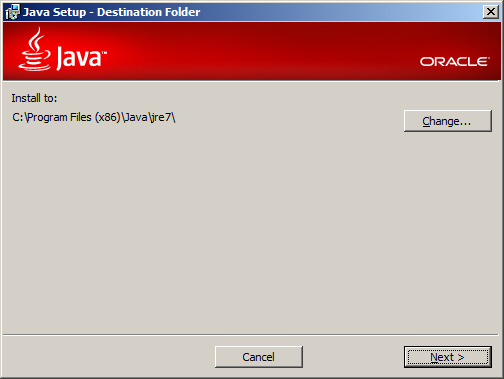 Java Setup - Destination Folder
Java™
ORACLE®
Install to:
C:\Program Files (x86)\Java\jre7\
Change...
Cancel
Next >